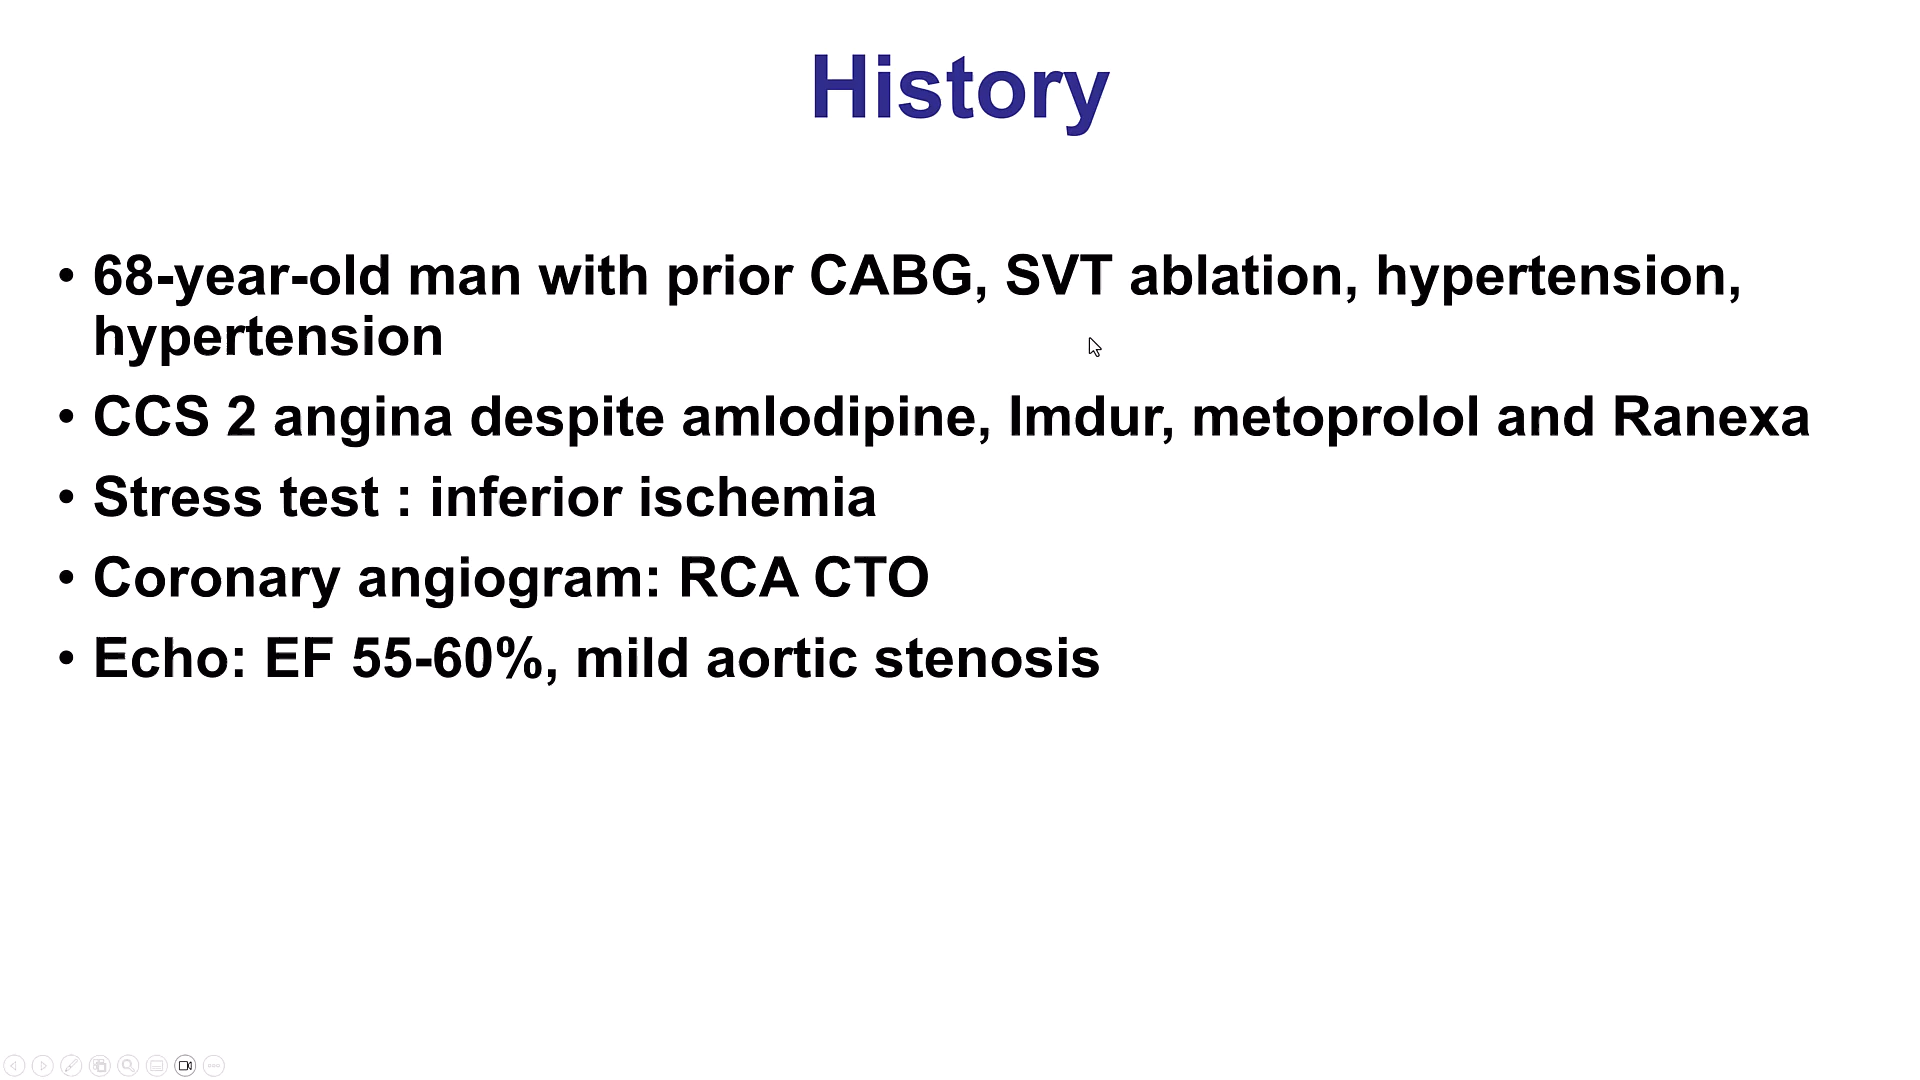 History
• 68-year-old man with prior CABG, SVT ablation, hypertension,
hypertension
• CCS 2 angina despite amlodipine, Imdur, metoprolol and Ranexa
• Stress test : inferior ischemia
• Coronary angiogram: RCA CTO
• Echo: EF 55-60%, mild aortic stenosis